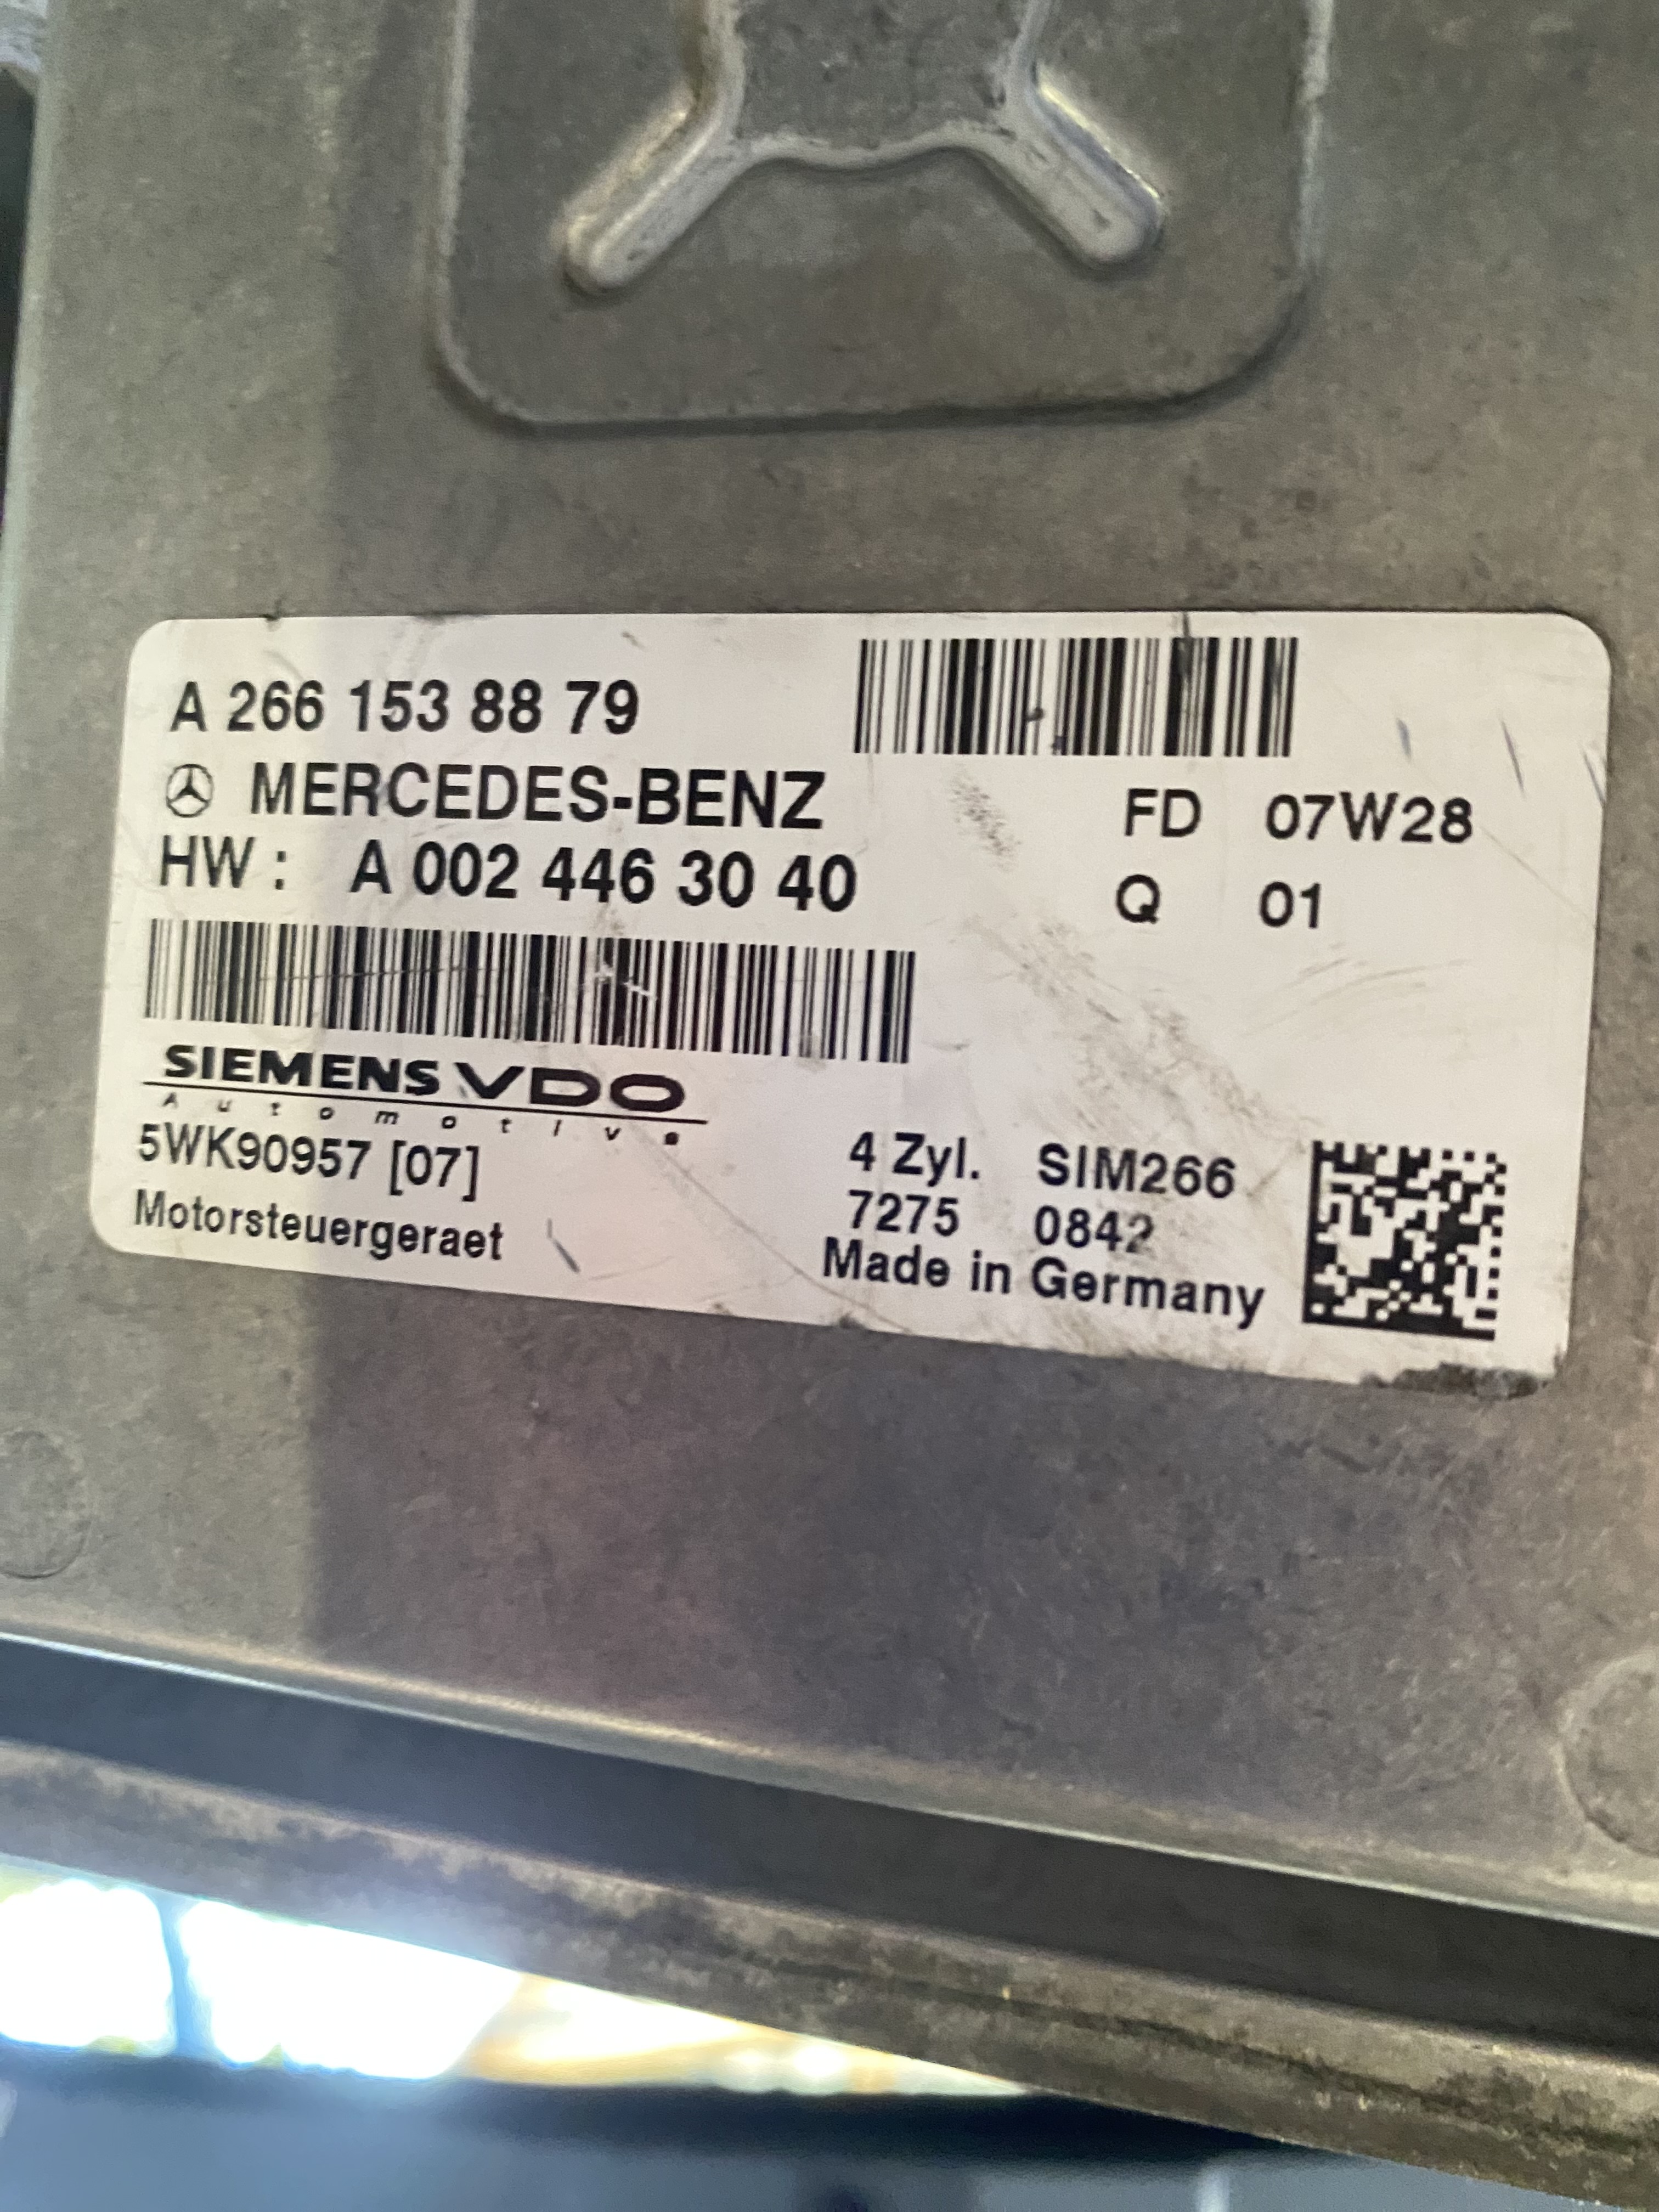 A 266 153 88 79
MERCEDES-BENZ FD 07W28
HW : A 002 446 30 40 Q 01
SIEMENS VDO
Automotive
5WK90957 [07] 4 Zyl. SIM266
7275 0842
Motorsteuergeraet Made in Germany